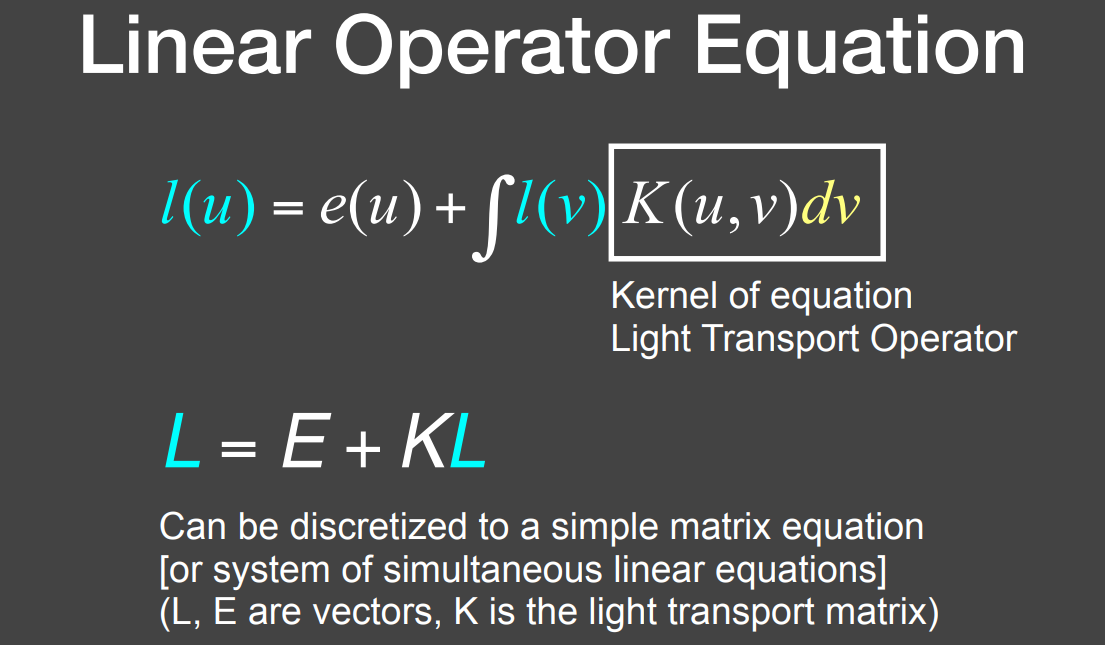 Linear Operator Equation
l(u) = e(u) + ∫l(v) K(u,v)dv
Kernel of equation
Light Transport Operator
L = E + KL
Can be discretized to a simple matrix equation
[or system of simultaneous linear equations]
(L, E are vectors, K is the light transport matrix)